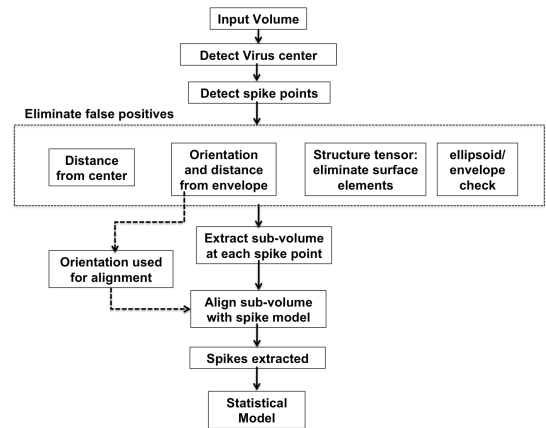 Input Volume
Detect Virus center
Detect spike points
Eliminate false positives
Distance
from center
Orientation
and distance
from envelope
Structure tensor:
eliminate surface
elements
ellipsoid/
envelope
check
Extract sub-volume
at each spike point
Orientation used
for alignment
Align sub-volume
with spike model
Spikes extracted
Statistical
Model